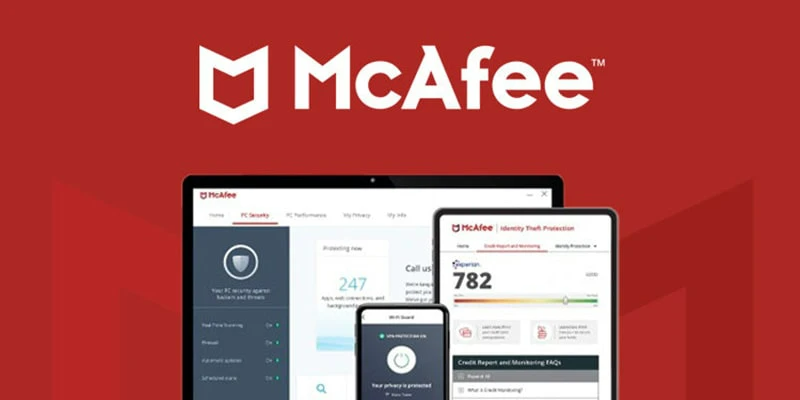 McAfee™
McAfee
Home PC Security PC Performance My Privacy My Info
Your PC security against
hackers and threats
Real-Time Scanning On
Firewall On
Automatic updates On
Scheduled scans On
Protecting now
247
Apps, web connections, and
Call us
McAfee | Identity Theft Protection
Home Credit Report and Monitoring Identity Protection
experian.
782
Credit Report and Monitoring FAQs
What is Credit Monitoring?
Wi-Fi Guard
VPN PROTECTION ON
Your privacy is protected